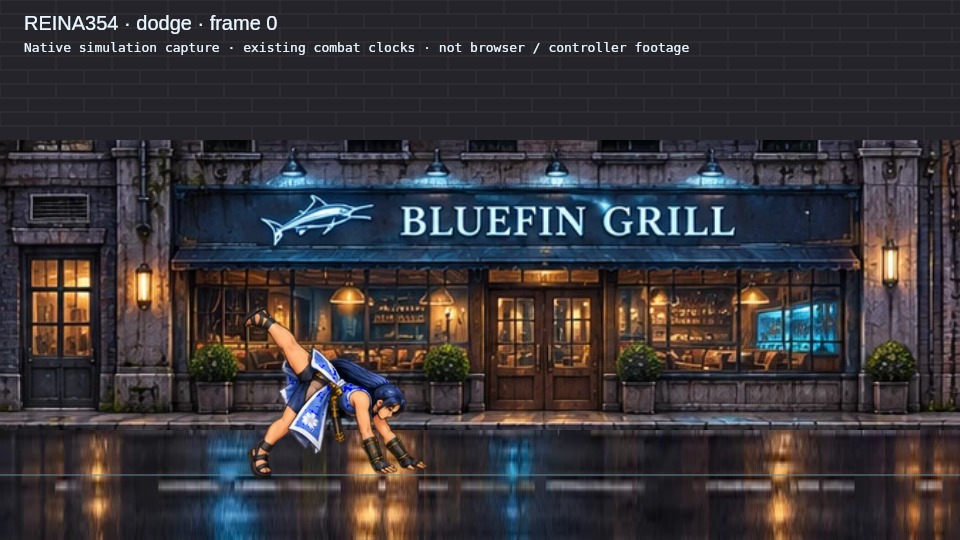 REINA354 · dodge · frame 0
Native simulation capture · existing combat clocks · not browser / controller footage
BLUEFIN GRILL